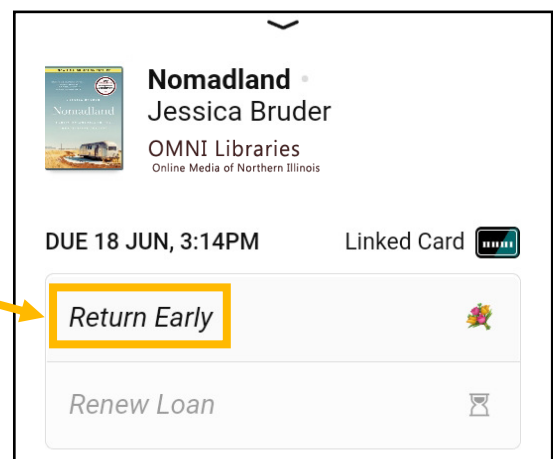 Nomadland
Jessica Bruder
Nomadland
OMNI Libraries
Online Media of Northern Illinois
DUE 18 JUN, 3:14PM
Linked Card
Return Early
Renew Loan